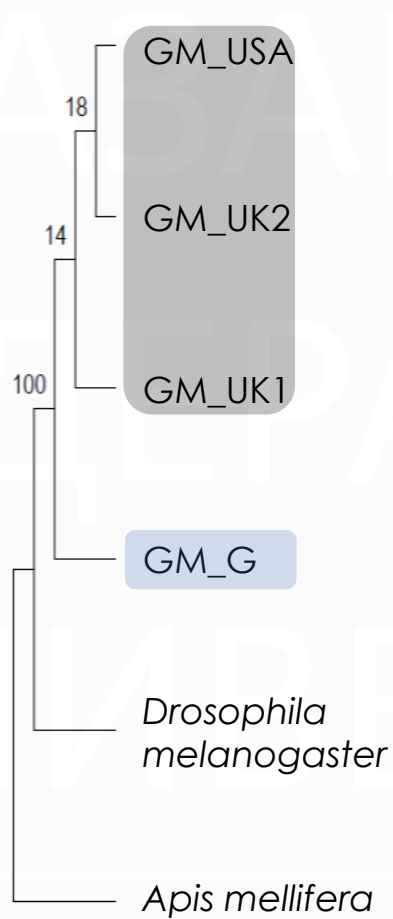 GM_USA
18
GM_UK2
14
GM_UK1
100
GM_G
Drosophila
melanogaster
Apis mellifera